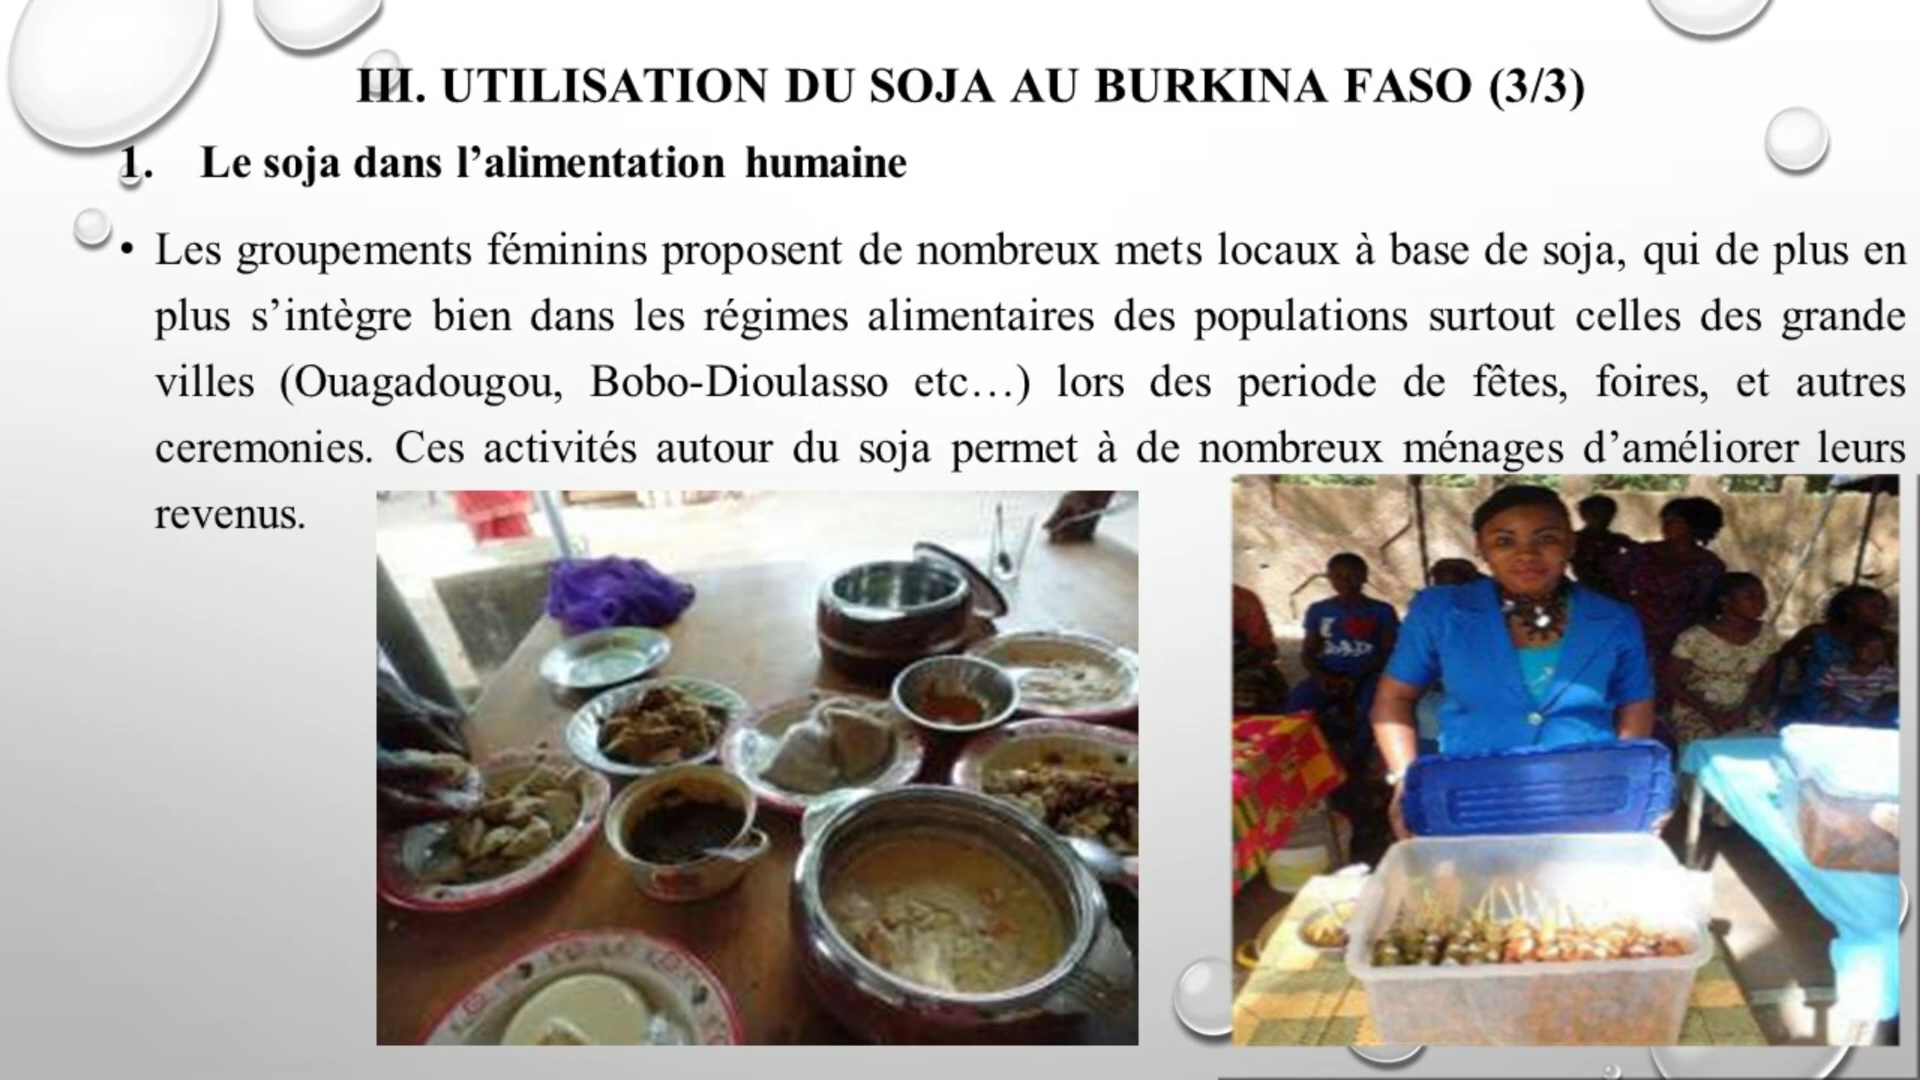 III. UTILISATION DU SOJA AU BURKINA FASO (3/3)
1. Le soja dans l’alimentation humaine
• Les groupements féminins proposent de nombreux mets locaux à base de soja, qui de plus en
plus s’intègre bien dans les régimes alimentaires des populations surtout celles des grande
villes (Ouagadougou, Bobo-Dioulasso etc…) lors des periode de fêtes, foires, et autres
ceremonies. Ces activités autour du soja permet à de nombreux ménages d’améliorer leurs
revenus.